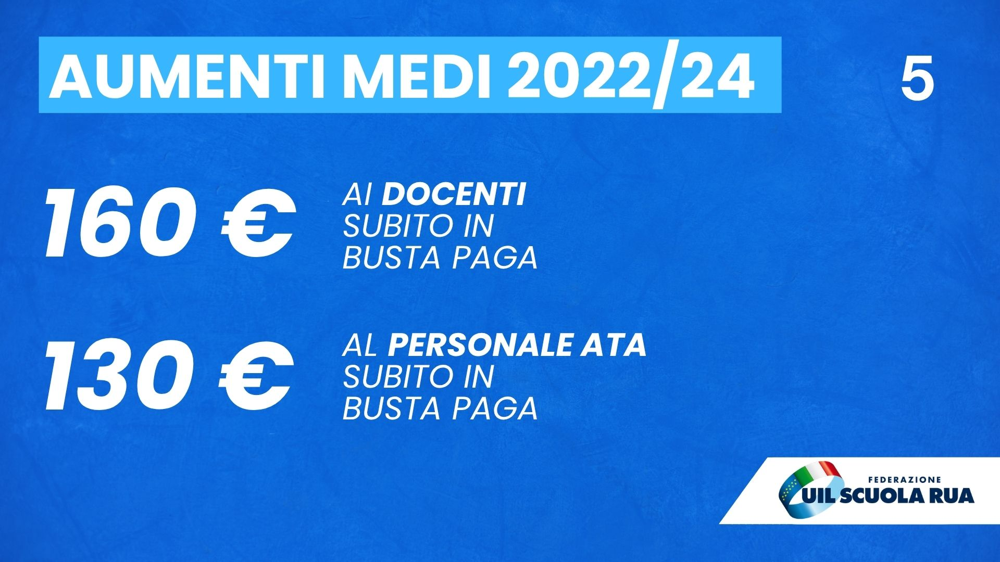 AUMENTI MEDI 2022/24
5
160 €
AI DOCENTI
SUBITO IN
BUSTA PAGA
130 €
AL PERSONALE ATA
SUBITO IN
BUSTA PAGA
FEDERAZIONE
UIL SCUOLA RUA